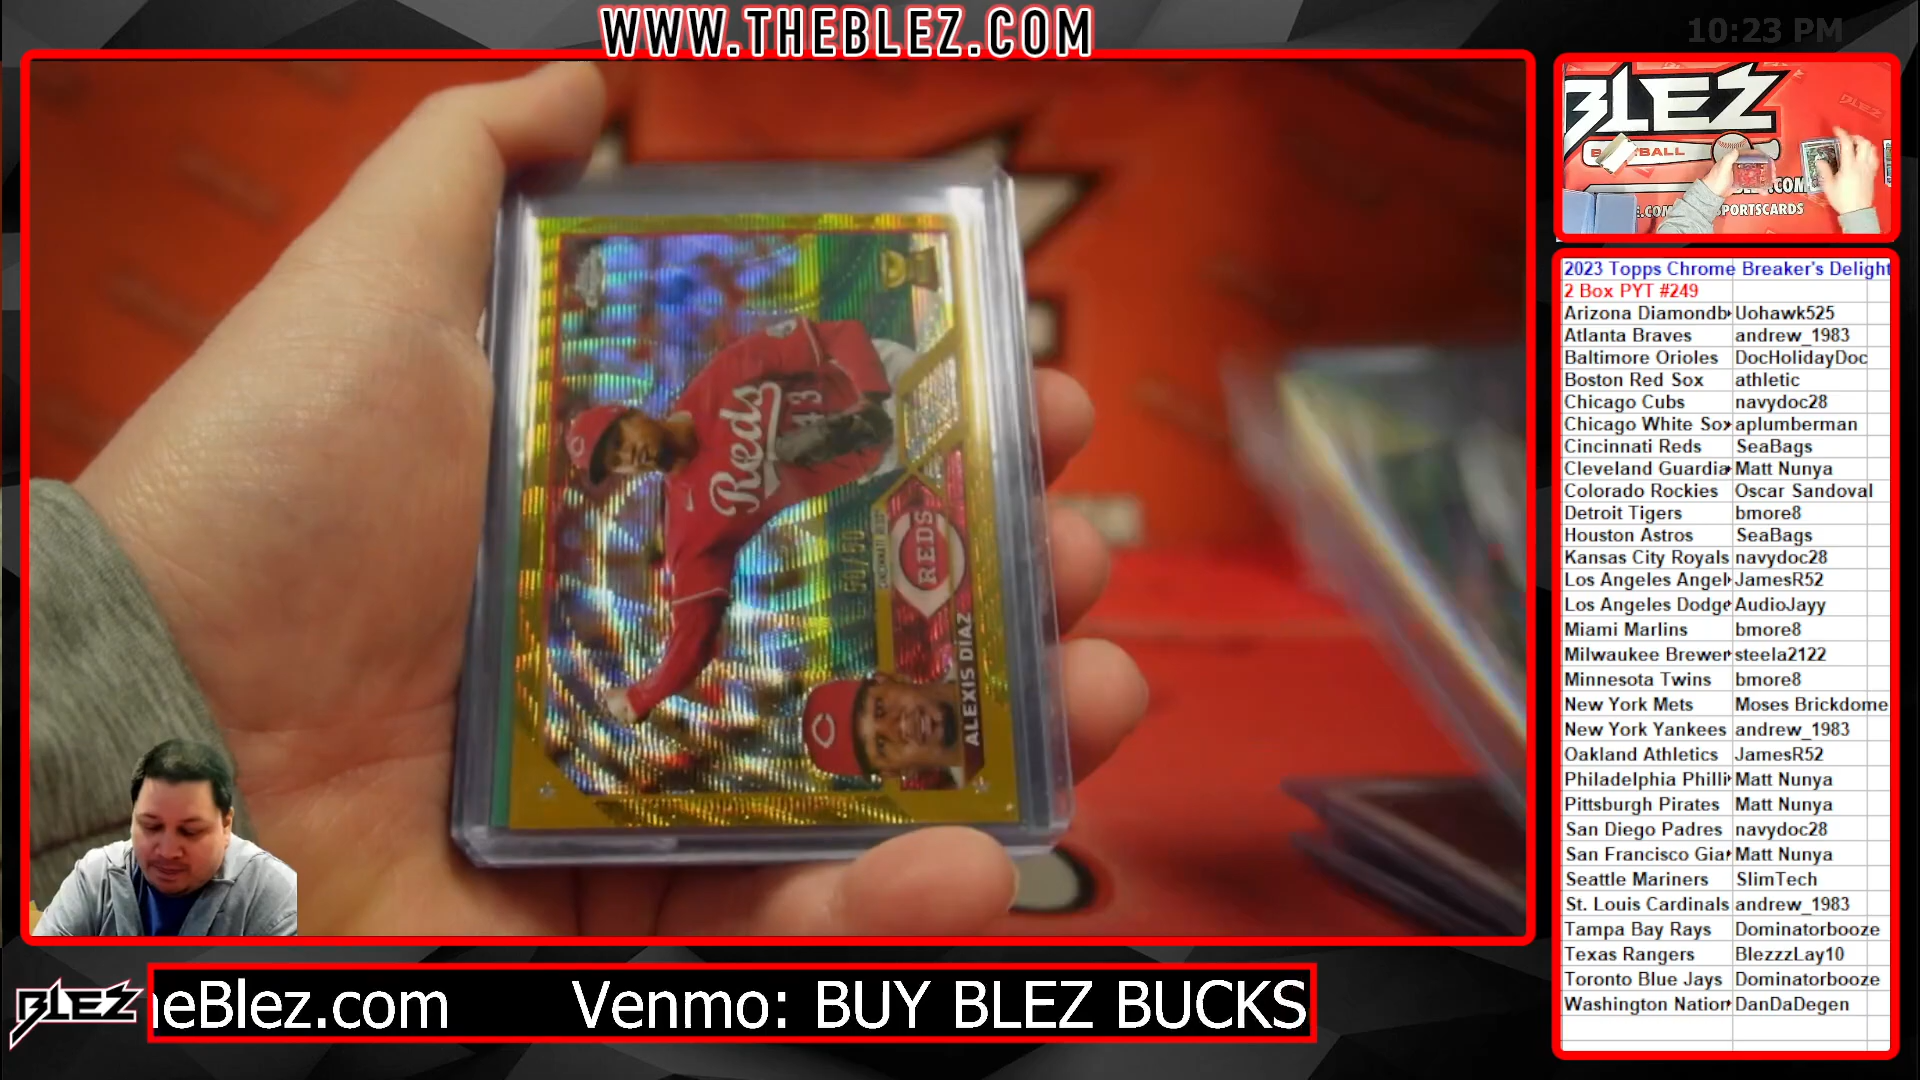 WWW.THEBLEZ.COM
10:23 PM
BLEZ
Reds
43
50/50
REDS
ALEXIS DIAZ
2023 Topps Chrome Breaker's Delight
2 Box PYT #249
Arizona Diamondb Uohawk525
Atlanta Braves andrew_1983
Baltimore Orioles DocHolidayDoc
Boston Red Sox athletic
Chicago Cubs navydoc28
Chicago White Sox aplumberman
Cincinnati Reds SeaBags
Cleveland Guardia Matt Nunya
Colorado Rockies Oscar Sandoval
Detroit Tigers bmore8
Houston Astros SeaBags
Kansas City Royals navydoc28
Los Angeles Angel JamesR52
Los Angeles Dodge AudioJayy
Miami Marlins bmore8
Milwaukee Brewer steela2122
Minnesota Twins bmore8
New York Mets Moses Brickdome
New York Yankees andrew_1983
Oakland Athletics JamesR52
Philadelphia Philli Matt Nunya
Pittsburgh Pirates Matt Nunya
San Diego Padres navydoc28
San Francisco Gia Matt Nunya
Seattle Mariners SlimTech
St. Louis Cardinals andrew_1983
Tampa Bay Rays Dominatorbooze
Texas Rangers BlezzzLay10
Toronto Blue Jays Dominatorbooze
Washington Nation DanDaDegen
BLEZ
heBlez.com Venmo: BUY BLEZ BUCKS